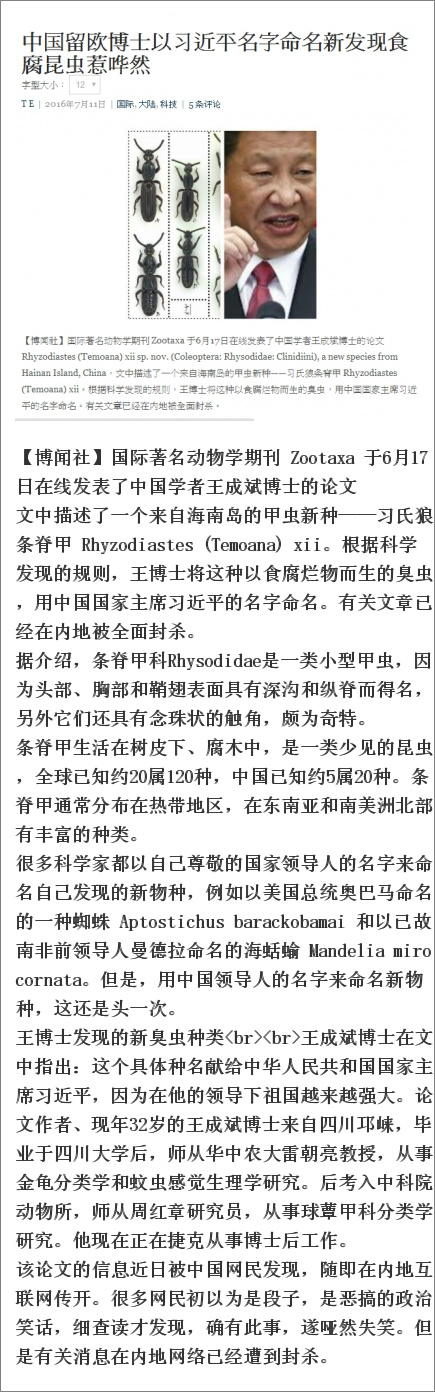 中国留欧博士以习近平名字命名新发现食
腐昆虫惹哗然
字型大小： 12
T E | 2016年7月11日 | 国际, 大陆, 科技 | 5 条评论
【博闻社】国际著名动物学期刊 Zootaxa 于6月17日在线发表了中国学者王成斌博士的论文
Rhyzodiastes (Temoana) xii sp. nov. (Coleoptera: Rhysodidae: Clinidiini), a new species from
Hainan Island, China，文中描述了一个来自海南岛的甲虫新种——习氏狼条脊甲 Rhyzodiastes
(Temoana) xii。根据科学发现的规则，王博士将这种以食腐烂物而生的臭虫，用中国国家主席习近
平的名字命名。有关文章已经在内地被全面封杀。
【博闻社】国际著名动物学期刊 Zootaxa 于6月17
日在线发表了中国学者王成斌博士的论文
文中描述了一个来自海南岛的甲虫新种——习氏狼
条脊甲 Rhyzodiastes (Temoana) xii。根据科学
发现的规则，王博士将这种以食腐烂物而生的臭虫
，用中国国家主席习近平的名字命名。有关文章已
经在内地被全面封杀。
据介绍，条脊甲科Rhysodidae是一类小型甲虫，因
为头部、胸部和鞘翅表面具有深沟和纵脊而得名，
另外它们还具有念珠状的触角，颇为奇特。
条脊甲生活在树皮下、腐木中，是一类少见的昆虫
，全球已知约20属120种，中国已知约5属20种。条
脊甲通常分布在热带地区，在东南亚和南美洲北部
有丰富的种类。
很多科学家都以自己尊敬的国家领导人的名字来命
名自己发现的新物种，例如以美国总统奥巴马命名
的一种蜘蛛 Aptostichus barackobamai 和以已故
南非前领导人曼德拉命名的海蛞蝓 Mandelia miro
cornata。但是，用中国领导人的名字来命名新物
种，这还是头一次。
王博士发现的新臭虫种类<br><br>王成斌博士在文
中指出：这个具体种名献给中华人民共和国国家主
席习近平，因为在他的领导下祖国越来越强大。论
文作者、现年32岁的王成斌博士来自四川邛崃，毕
业于四川大学后，师从华中农大雷朝亮教授，从事
金龟分类学和蚊虫感觉生理学研究。后考入中科院
动物所，师从周红章研究员，从事球蕈甲科分类学
研究。他现在正在捷克从事博士后工作。
该论文的信息近日被中国网民发现，随即在内地互
联网传开。很多网民初以为是段子，是恶搞的政治
笑话，细查读才发现，确有此事，遂哑然失笑。但
是有关消息在内地网络已经遭到封杀。